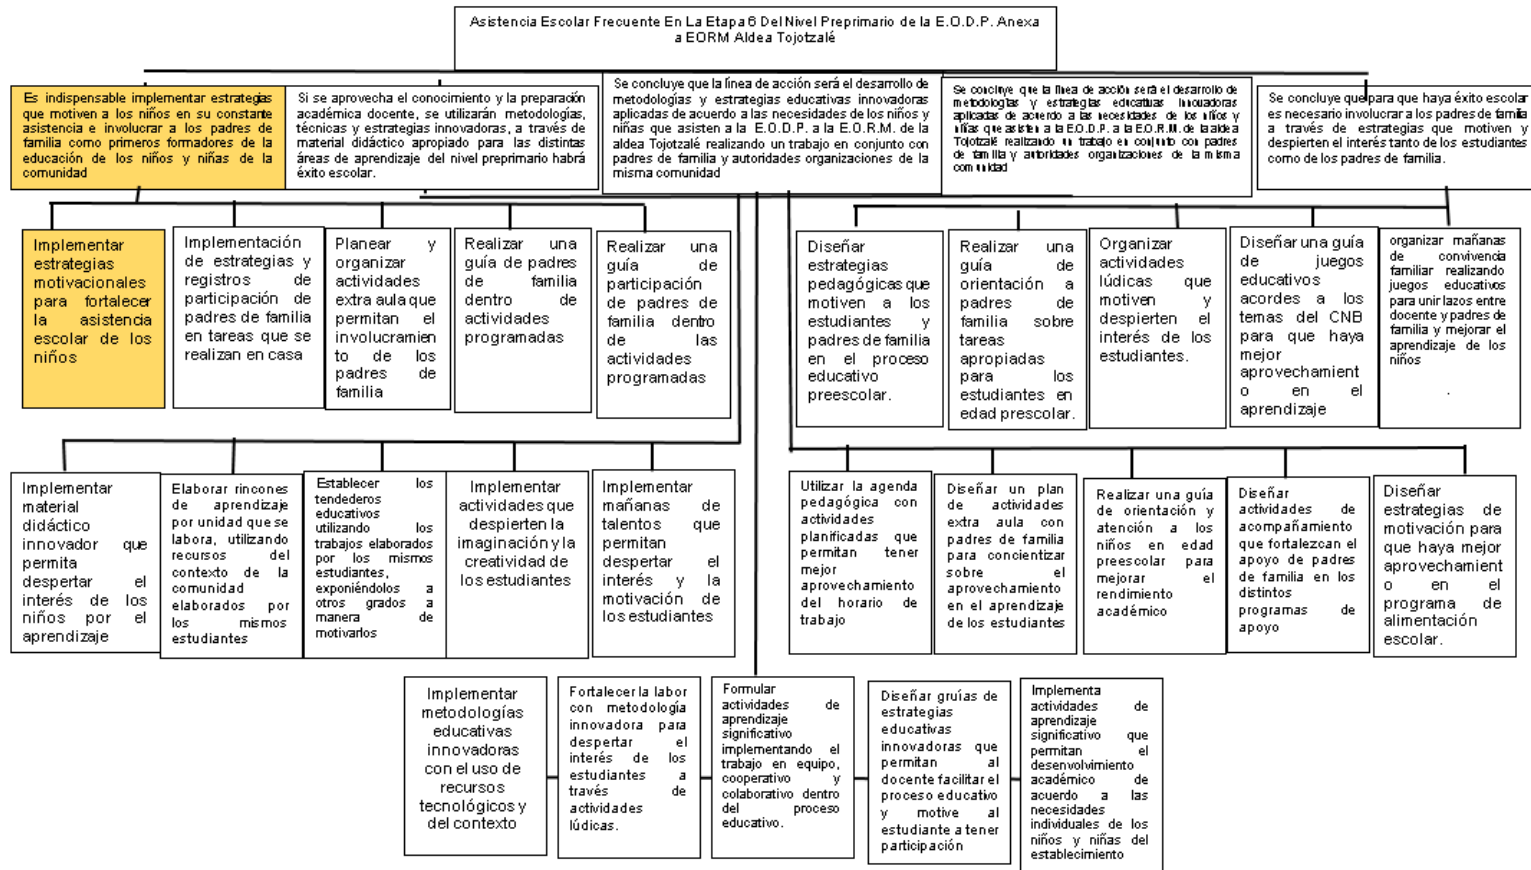 Asistencia Escolar Frecuente En La Etapa 6 Del Nivel Preprimario de la E.O.D.P. Anexa
a EORM Aldea Tojotzalé
Es indispensable implementar estrategias
que motiven a los niños en su constante
asistencia e involucrar a los padres de
familia como primeros formadores de la
educación de los niños y niñas de la
comunidad
Si se aprovecha el conocimiento y la preparación
académica docente, se utilizarán metodologías,
técnicas y estrategias innovadoras, a través de
material didáctico apropiado para las distintas
áreas de aprendizaje del nivel preprimario habrá
éxito escolar.
Se concluye que la línea de acción será el desarrollo de
metodologías y estrategias educativas innovadoras
aplicadas de acuerdo a las necesidades de los niños y
niñas que asisten a la E.O.D.P. a la E.O.R.M. de la
aldea Tojotzalé realizando un trabajo en conjunto con
padres de familia y autoridades organizaciones de la
misma comunidad
Se concluye que la línea de acción será el desarrollo de
metodologías y estrategias educativas innovadoras
aplicadas de acuerdo a las necesidades de los niños y
niñas que asisten a la E.O.D.P. a la E.O.R.M. de la aldea
Tojotzalé realizando un trabajo en conjunto con padres
de familia y autoridades organizaciones de la misma
comunidad
Se concluye que para que haya éxito escolar
es necesario involucrar a los padres de familia
a través de estrategias que motiven y
despierten el interés tanto de los estudiantes
como de los padres de familia.
Implementar
estrategias
motivacionales
para fortalecer
la asistencia
escolar de los
niños
Implementación
de estrategias y
registros de
participación de
padres de familia
en tareas que se
realizan en casa
Planear y
organizar
actividades
extra aula que
permitan el
involucramien
to de los
padres de
familia
Realizar una
guía de padres
de familia
dentro de
actividades
programadas
Realizar una
guía de
participación
de padres de
familia dentro
de las
actividades
programadas
Diseñar
estrategias
pedagógicas que
motiven a los
estudiantes y
padres de familia
en el proceso
educativo
preescolar.
Realizar una
guía de
orientación a
padres de
familia sobre
tareas
apropiadas
para los
estudiantes en
edad prescolar.
Organizar
actividades
lúdicas que
motiven y
despierten el
interés de los
estudiantes.
Diseñar una guía
de juegos
educativos
acordes a los
temas del CNB
para que haya
mejor
aprovechamient
o en el
aprendizaje
organizar mañanas
de convivencia
familiar realizando
juegos educativos
para unir lazos entre
docente y padres de
familia y mejorar el
aprendizaje de los
niños
.
Implementar
material
didáctico
innovador que
permita
despertar el
interés de los
niños por el
aprendizaje
Elaborar rincones
de aprendizaje
por unidad que se
labora, utilizando
recursos del
contexto de la
comunidad
elaborados por
los mismos
estudiantes
Establecer los
tendederos
educativos
utilizando los
trabajos elaborados
por los mismos
estudiantes,
exponiéndolos a
otros grados a
manera de
motivarlos
Implementar
actividades que
despierten la
imaginación y la
creatividad de
los estudiantes
Implementar
mañanas de
talentos que
permitan
despertar el
interés y la
motivación de
los estudiantes
Utilizar la agenda
pedagógica con
actividades
planificadas que
permitan tener
mejor
aprovechamiento
del horario de
trabajo
Diseñar un plan
de actividades
extra aula con
padres de familia
para concientizar
sobre el
aprovechamiento
en el aprendizaje
de los estudiantes
Realizar una guía
de orientación y
atención a los
niños en edad
preescolar para
mejorar el
rendimiento
académico
Diseñar
actividades de
acompañamiento
que fortalezcan el
apoyo de padres
de familia en los
distintos
programas de
apoyo
Diseñar
estrategias de
motivación para
que haya mejor
aprovechamient
o en el
programa de
alimentación
escolar.
Implementar
metodologías
educativas
innovadoras
con el uso de
recursos
tecnológicos y
del contexto
Fortalecer la labor
con metodología
innovadora para
despertar el
interés de los
estudiantes a
través de
actividades
lúdicas.
Formular
actividades de
aprendizaje
significativo
implementando el
trabajo en equipo,
cooperativo y
colaborativo dentro
del proceso
educativo.
Diseñar gruías de
estrategias
educativas
innovadoras que
permitan al
docente facilitar el
proceso educativo
y motive al
estudiante a tener
participación
Implementa
actividades de
aprendizaje
significativo que
permitan el
desenvolvimiento
académico de
acuerdo a las
necesidades
individuales de los
niños y niñas del
establecimiento